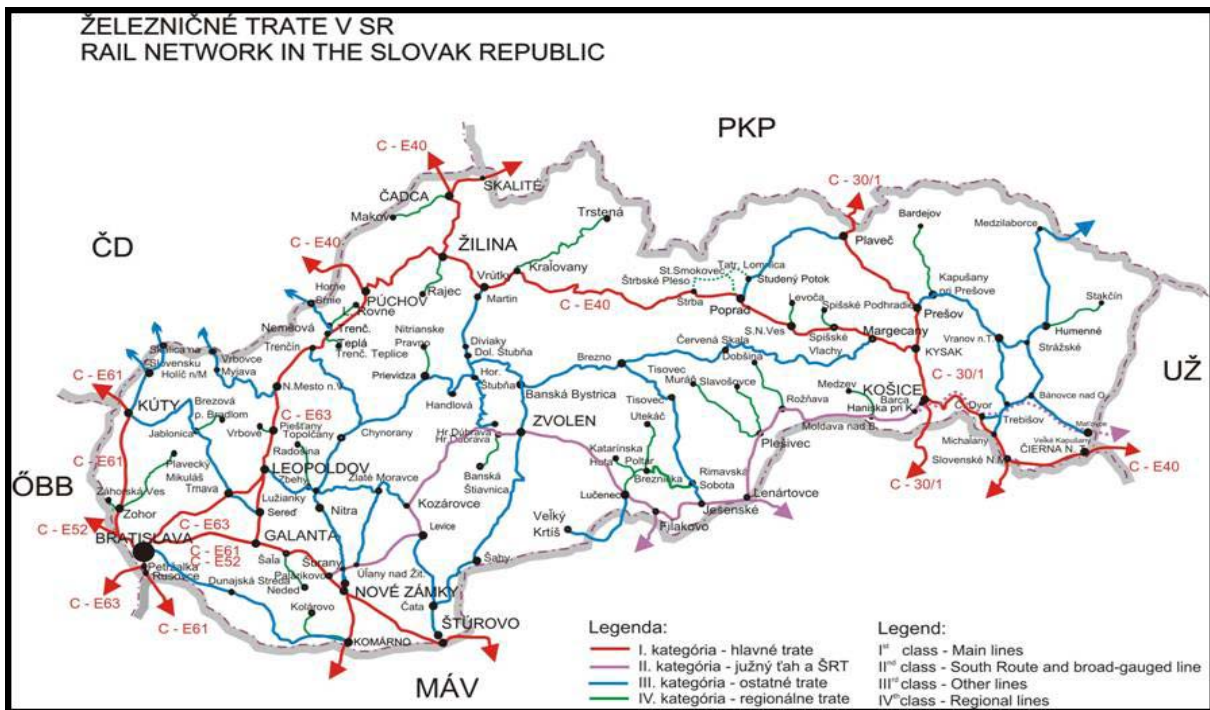 ŽELEZNIČNÉ TRATE V SR
RAIL NETWORK IN THE SLOVAK REPUBLIC
PKP
C - E40
SKALITÉ
ČADCA
Makov
Trstená
C - 30/1
Bardejov
Medzilaborce
Plaveč
ČD
C - E40
ŽILINA
Vrútky
Kraľovany
Rajec
Martin
C - E40
St.Smokovec
Tatr. Lomnica
Štrbské Pleso
Studený Potok
Štrba
Poprad
Levoča
Spišské Podhradie
Kapušany
pri Prešove
Prešov
Stakčín
Humenné
Horné
Srnie
PÚCHOV
L. Rovne
Nemšová
Trenč.
Teplá
Trenčín
Trenč. Teplice
Nitrianske
Pravno
Prievidza
Diviaky
Dol. Štubňa
Hor.
Štubňa
Handlová
Brezno
Červená Skala
Dobšiná
S.N.Ves
Spišské
Vlachy
Margecany
KYSAK
Vranov n.T.
Strážske
UŽ
Holíč n/M
Vrbovce
Myjava
C - E61
KÚTY
Brezová
p. Bradlom
Jablonica
N.Mesto n.V.
C - E63
Piešťany
Vrbové
Topolčany
Radošina
Chynorany
Banská Bystrica
ZVOLEN
Tisovec
Muráň
Slavošovce
Tisovec
Utekáč
Rožňava
Medzev
KOŠICE
C - 30/1
Barca
Haniska pri K.
Moldava nad B.
Bánovce nad O.
Trebišov
Maťovce
Veľké Kapušany
Michaľany
Slovenské N.M
ČIERNA N. T.
C - E40
C - 30/1
C - E61
Plavecký
Mikuláš
LEOPOLDOV
Zbehy
Zlaté Moravce
Hr.Dúbrava
Hr.Dúbrava
Banská
Štiavnica
Katarínska
Huta
Poltár
Breznička
Rimavská
Sobota
Plešivec
Lenártovce
ŐBB
Záhorská Ves
Zohor
Trnava
Lužianky
Sereď
Nitra
Kozárovce
Lučenec
Jesenské
Fiľakovo
C - E52
BRATISLAVA
C - E63
GALANTA
C - E61
C - E52
Levice
Veľký
Krtíš
Petržalka
Rusovce
Šaľa
Šurany
Palárikovo
Úľany nad Žit.
Šahy
Dunajská Streda
Neded
NOVÉ ZÁMKY
C - E63
C - E61
Kolárovo
Čata
ŠTÚROVO
KOMÁRNO
MÁV
Legenda:
I. kategória - hlavné trate
II. kategória - južný ťah a ŠRT
III. kategória - ostatné trate
IV. kategória - regionálne trate
Legend:
Ist class - Main lines
IInd class - South Route and broad-gauged line
IIIrd class - Other lines
IVth class - Regional lines